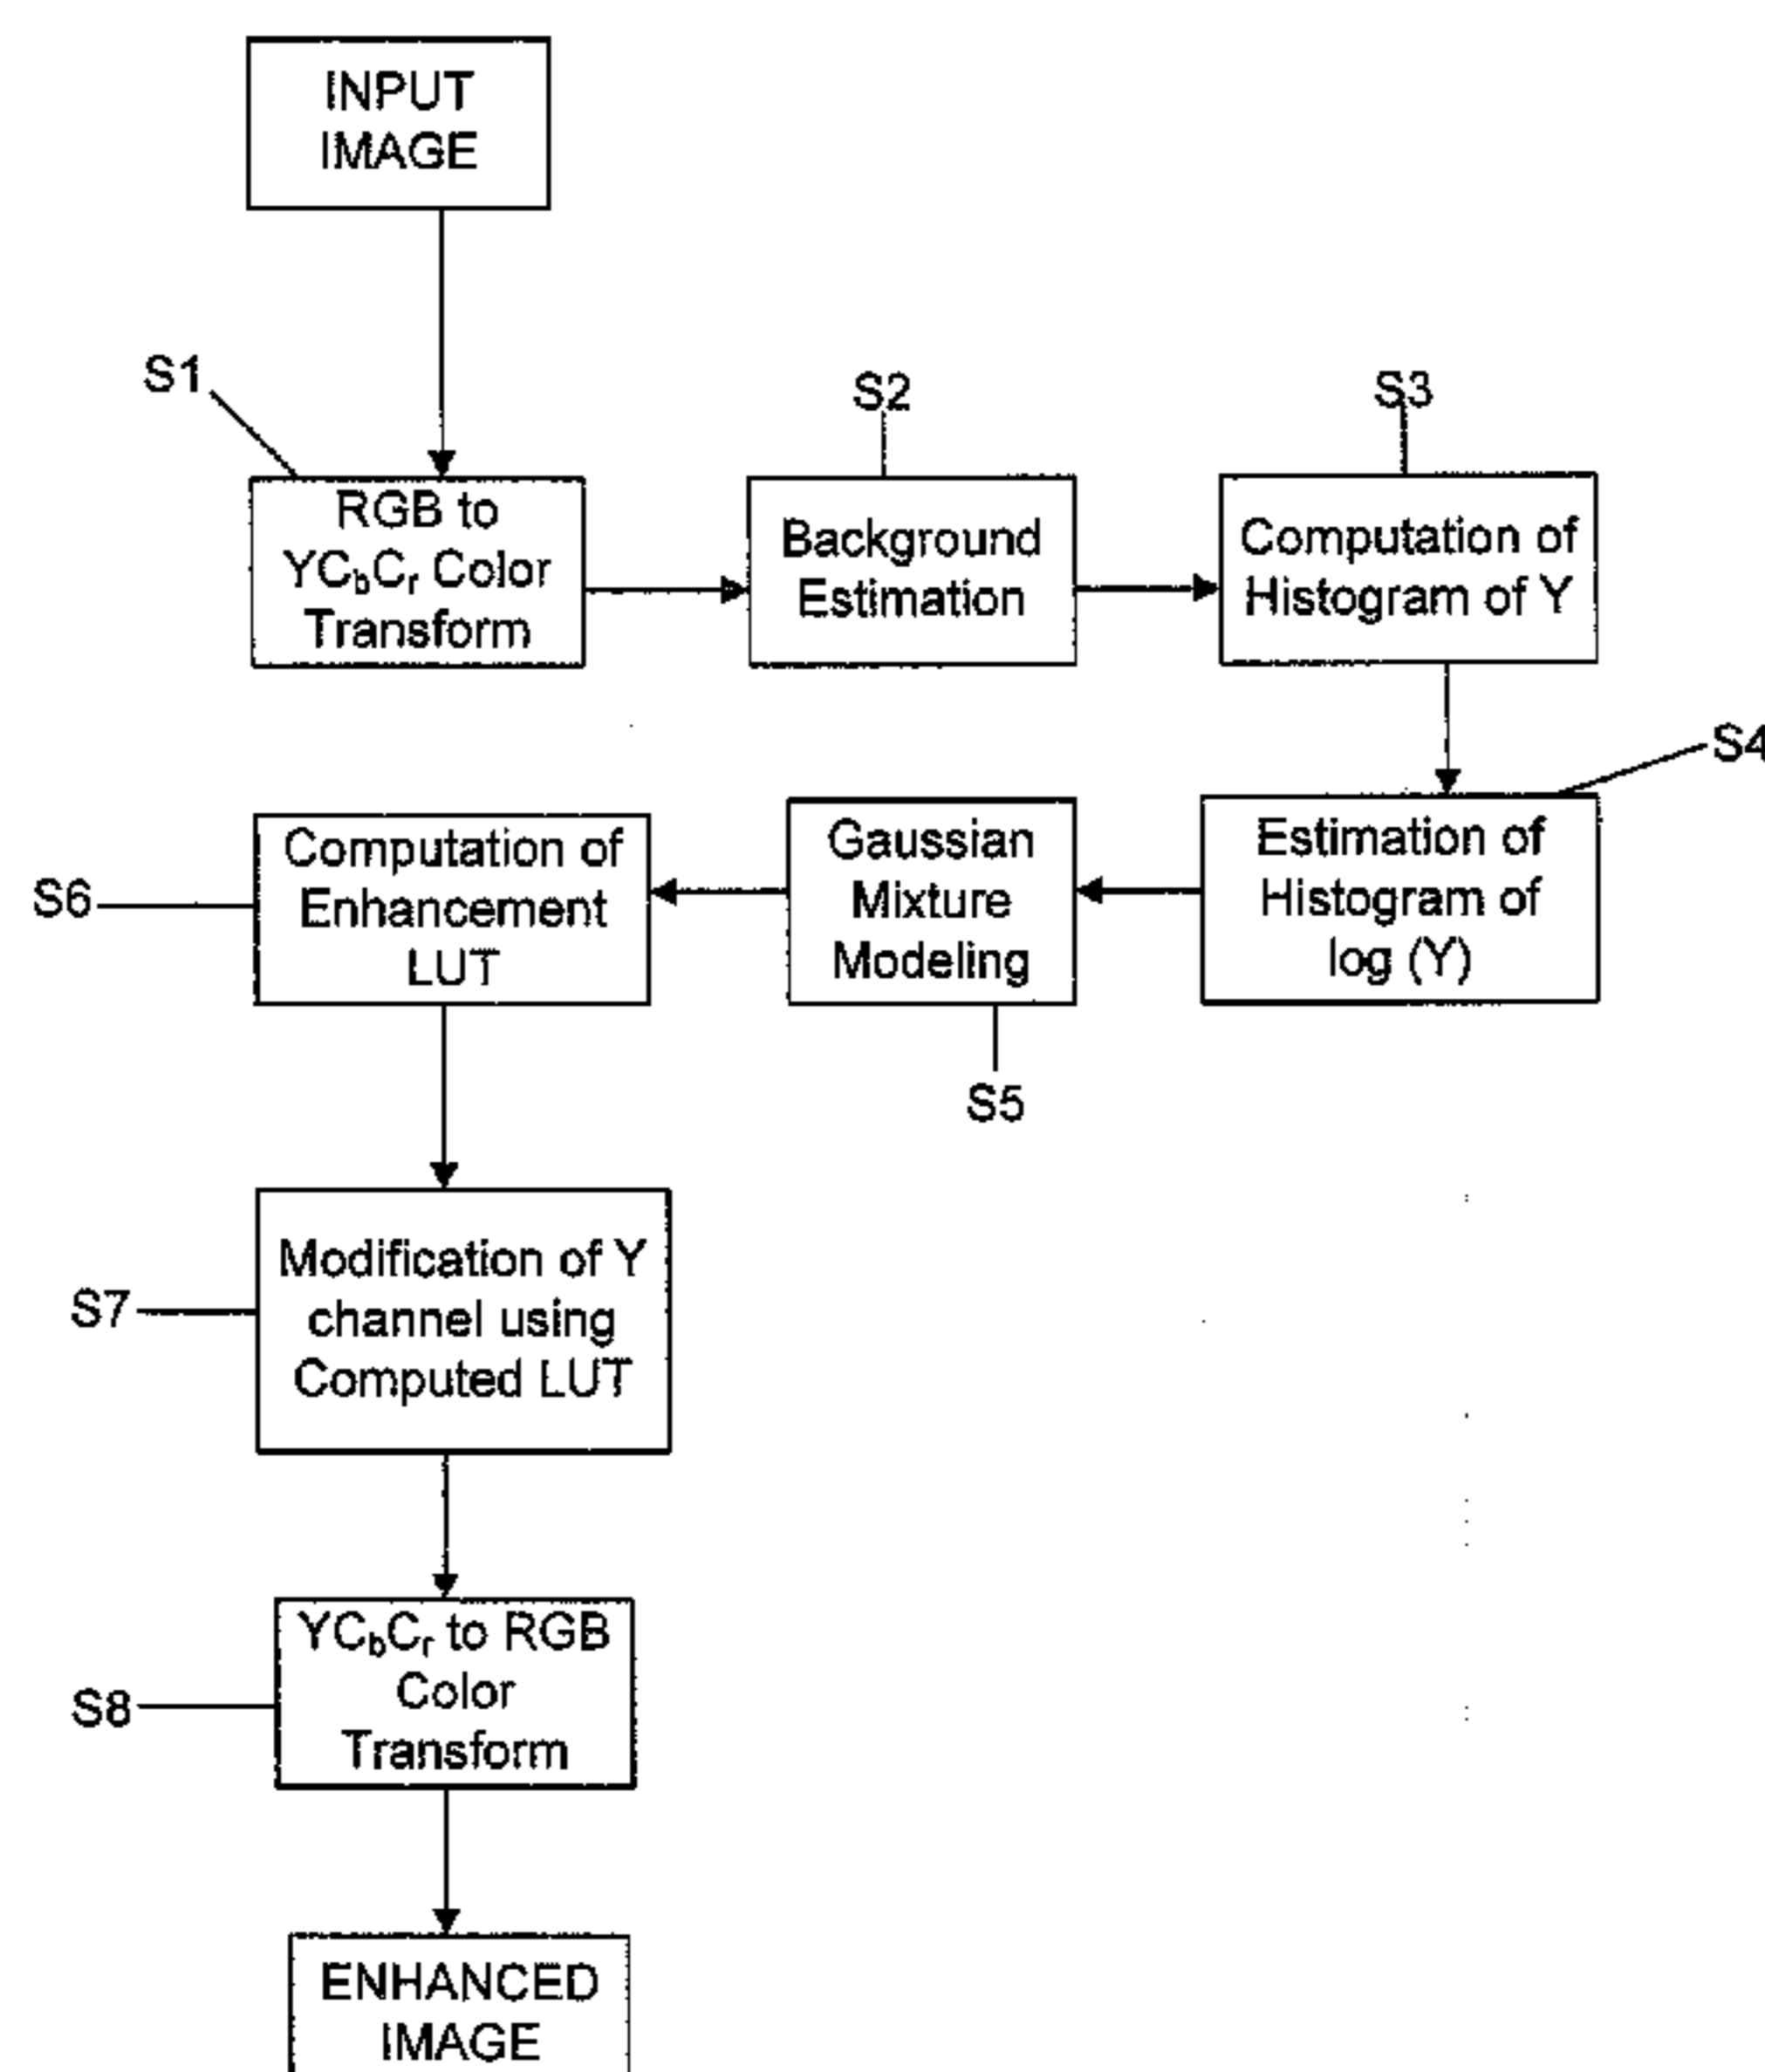 INPUT
IMAGE
S1
S2
S3
RGB to
YCbCr Color
Transform
Background
Estimation
Computation of
Histogram of Y
S4
Computation of
Enhancement
LUT
Gaussian
Mixture
Modeling
Estimation of
Histogram of
log (Y)
S6
S5
Modification of Y
channel using
Computed LUT
S7
YCbCr to RGB
Color
Transform
S8
ENHANCED
IMAGE